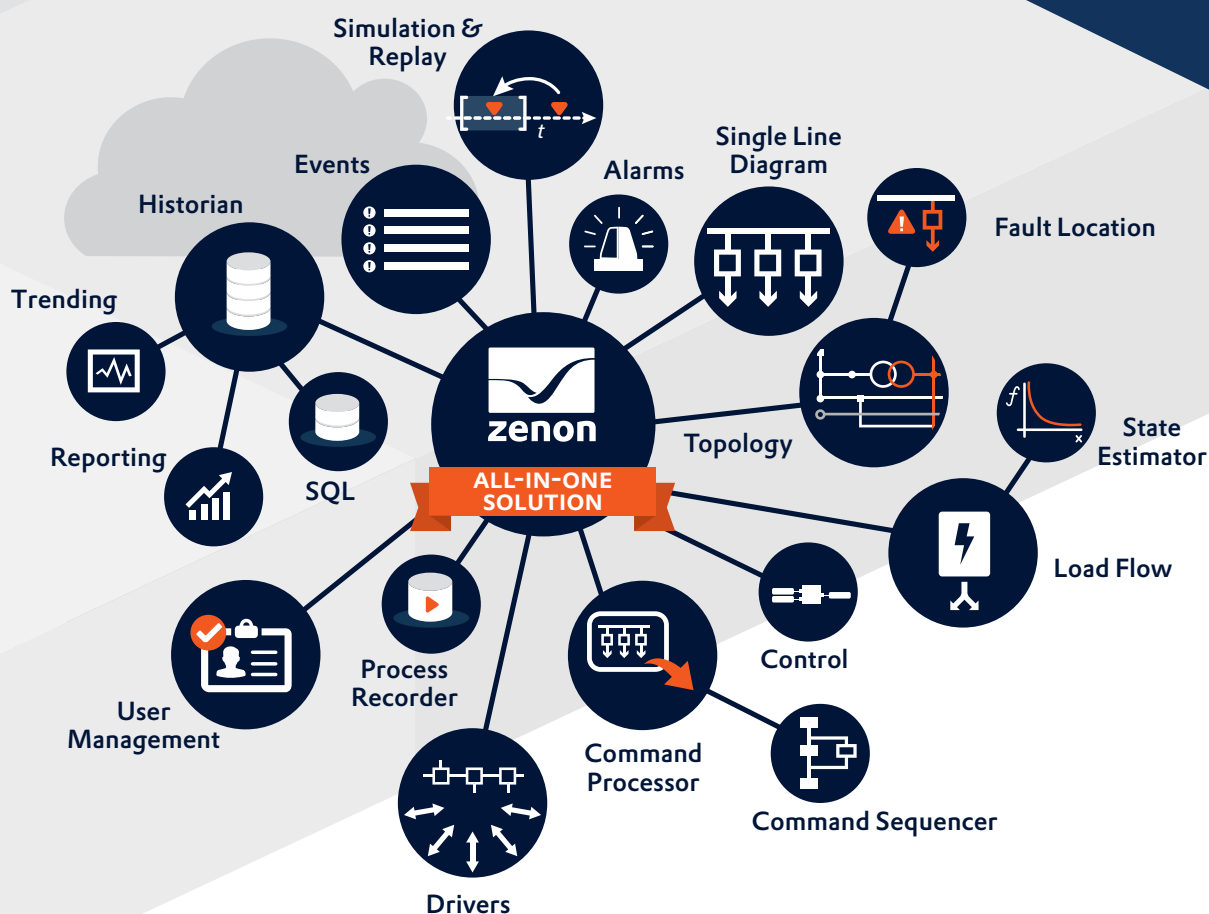 Simulation &
Replay
t
Events
Alarms
Single Line
Diagram
Historian
Fault Location
Trending
zenon
f
x
State
Estimator
Topology
Reporting
SQL
ALL-IN-ONE
SOLUTION
Load Flow
Control
Process
Recorder
User
Management
Command
Processor
Command Sequencer
Drivers